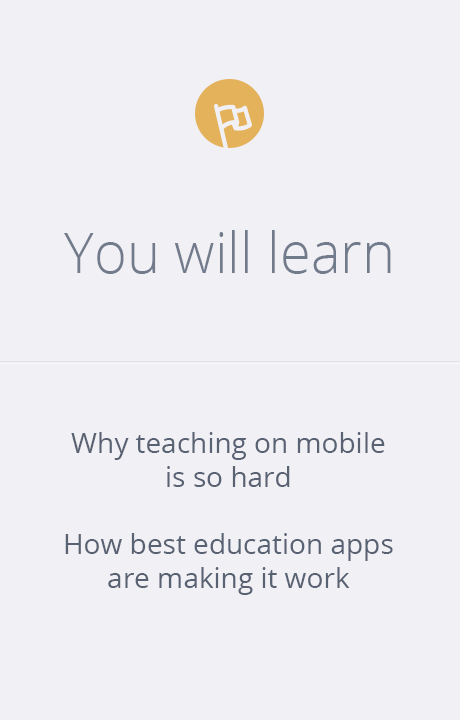 You will learn
Why teaching on mobile
is so hard
How best education apps
are making it work